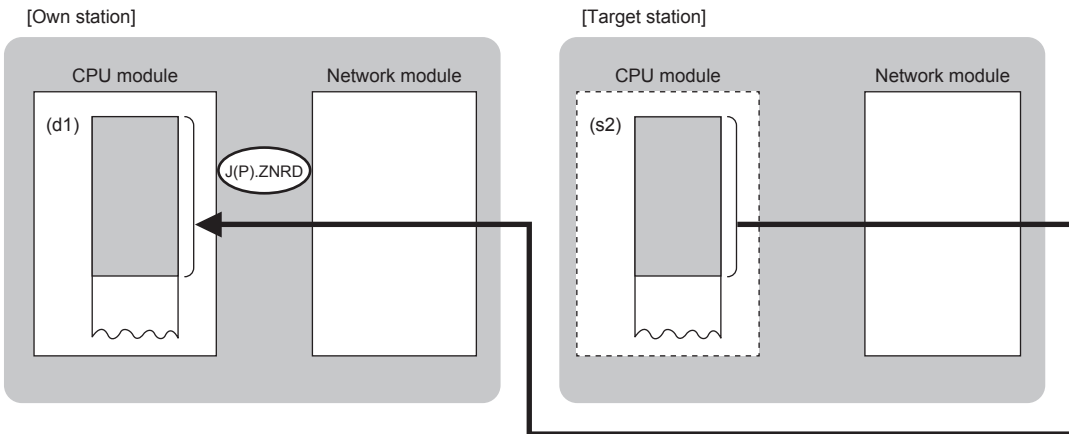 [Own station]
[Target station]
CPU module
Network module
CPU module
Network module
(d1)
J(P).ZNRD
(s2)